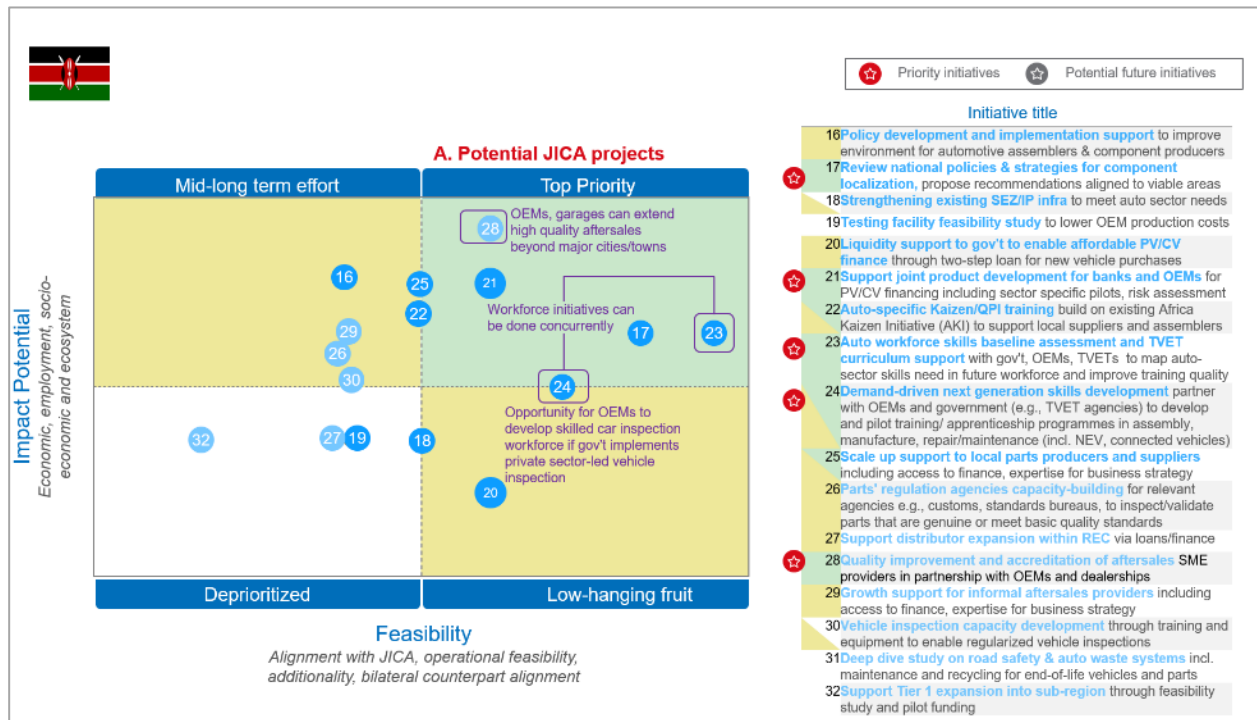 Priority initiatives
Potential future initiatives
Initiative title
A. Potential JICA projects
Mid-long term effort
Top Priority
Impact Potential
Economic, employment, socio-
economic and ecosystem
28
OEMs, garages can extend
high quality aftersales
beyond major cities/towns
16
25
21
22
Workforce initiatives can
be done concurrently
17
23
29
26
30
24
Opportunity for OEMs to
develop skilled car inspection
workforce if gov't implements
private sector-led vehicle
inspection
32
27
19
18
20
Deprioritized
Low-hanging fruit
Feasibility
Alignment with JICA, operational feasibility,
additionality, bilateral counterpart alignment
16 Policy development and implementation support to improve
environment for automotive assemblers & component producers
17 Review national policies & strategies for component
localization, propose recommendations aligned to viable areas
18 Strengthening existing SEZ/IP infra to meet auto sector needs
19 Testing facility feasibility study to lower OEM production costs
20 Liquidity support to gov't to enable affordable PV/CV
finance through two-step loan for new vehicle purchases
21 Support joint product development for banks and OEMs for
PV/CV financing including sector specific pilots, risk assessment
22 Auto-specific Kaizen/QPI training build on existing Africa
Kaizen Initiative (AKI) to support local suppliers and assemblers
23 Auto workforce skills baseline assessment and TVET
curriculum support with gov't, OEMs, TVETs to map auto-
sector skills need in future workforce and improve training quality
24 Demand-driven next generation skills development partner
with OEMs and government (e.g., TVET agencies) to develop
and pilot training/ apprenticeship programmes in assembly,
manufacture, repair/maintenance (incl. NEV, connected vehicles)
25 Scale up support to local parts producers and suppliers
including access to finance, expertise for business strategy
26 Parts' regulation agencies capacity-building for relevant
agencies e.g., customs, standards bureaus, to inspect/validate
parts that are genuine or meet basic quality standards
27 Support distributor expansion within REC via loans/finance
28 Quality improvement and accreditation of aftersales SME
providers in partnership with OEMs and dealerships
29 Growth support for informal aftersales providers including
access to finance, expertise for business strategy
30 Vehicle inspection capacity development through training and
equipment to enable regularized vehicle inspections
31 Deep dive study on road safety & auto waste systems incl.
maintenance and recycling for end-of-life vehicles and parts
32 Support Tier 1 expansion into sub-region through feasibility
study and pilot funding